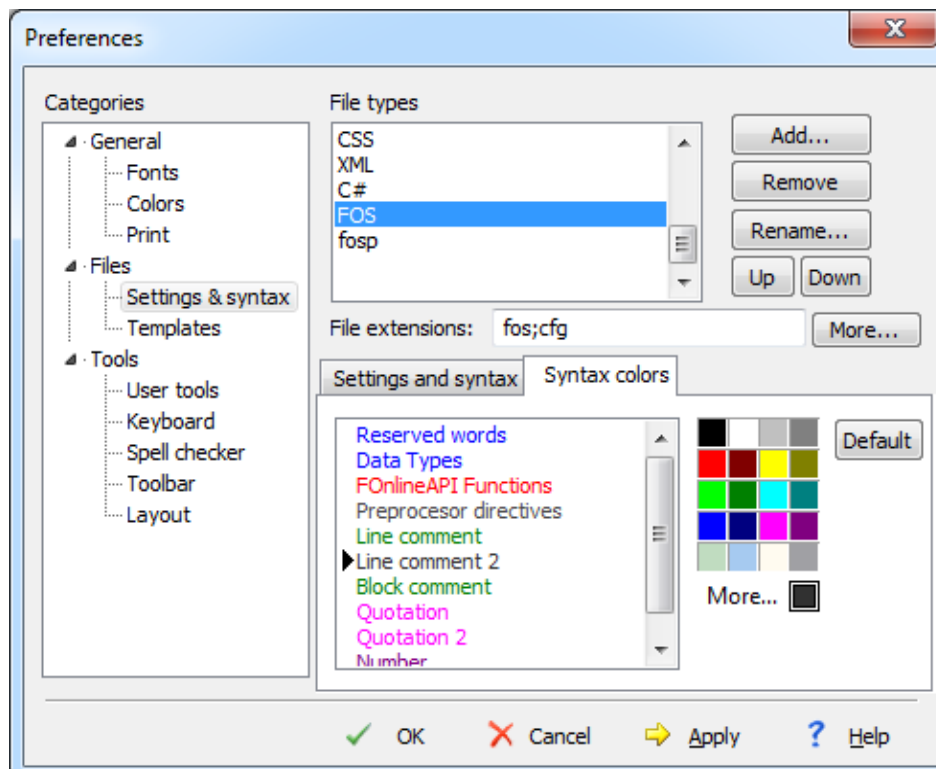 Preferences
Categories
General
Fonts
Colors
Print
Files
Settings & syntax
Templates
Tools
User tools
Keyboard
Spell checker
Toolbar
Layout
File types
CSS
XML
C#
FOS
fosp
Add...
Remove
Rename...
Up Down
File extensions: fos;cfg More...
Settings and syntax Syntax colors
Reserved words
Data Types
FOnlineAPI Functions
Preprocesor directives
Line comment
Line comment 2
Block comment
Quotation
Quotation 2
Number
Default
More...
OK Cancel Apply ? Help